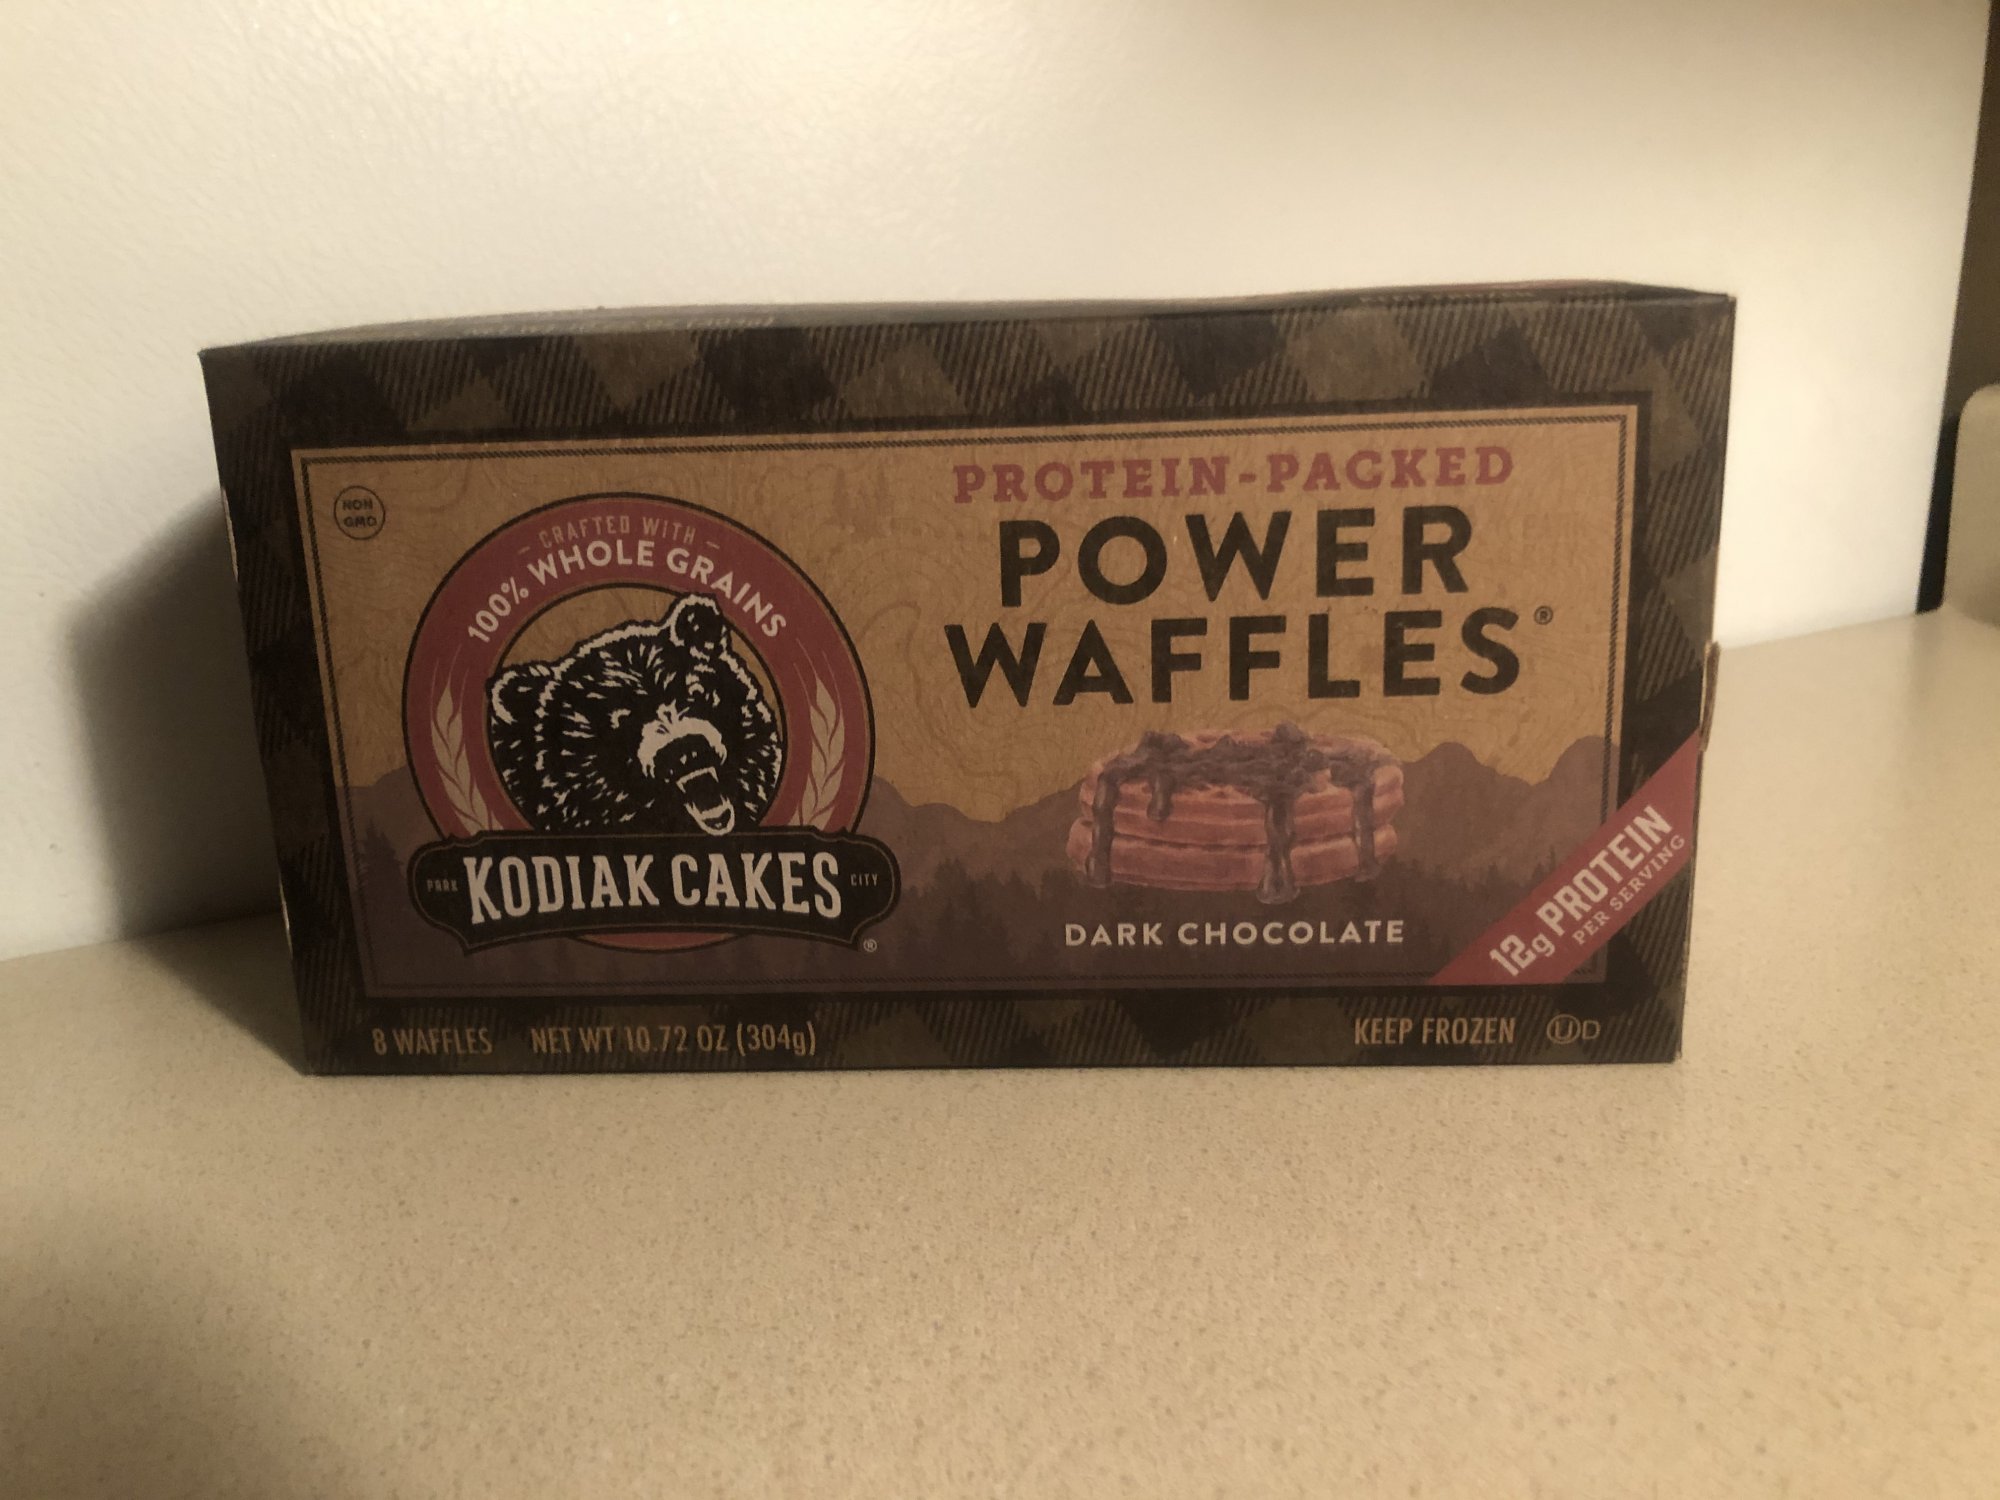 NON
GMO
CRAFTED WITH
100% WHOLE GRAINS
PARK KODIAK CAKES CITY ®
PROTEIN-PACKED
POWER
WAFFLES®
DARK CHOCOLATE
12g PROTEIN
PER SERVING
8 WAFFLES NET WT 10.72 OZ (304g)
KEEP FROZEN ⓊD